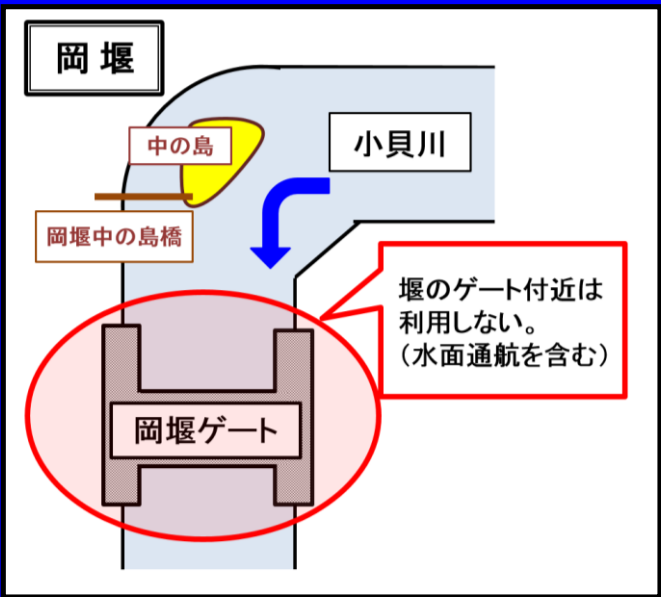 岡堰
中の島
小貝川
岡堰中の島橋
堰のゲート付近は
利用しない。
（水面通航を含む）
岡堰ゲート